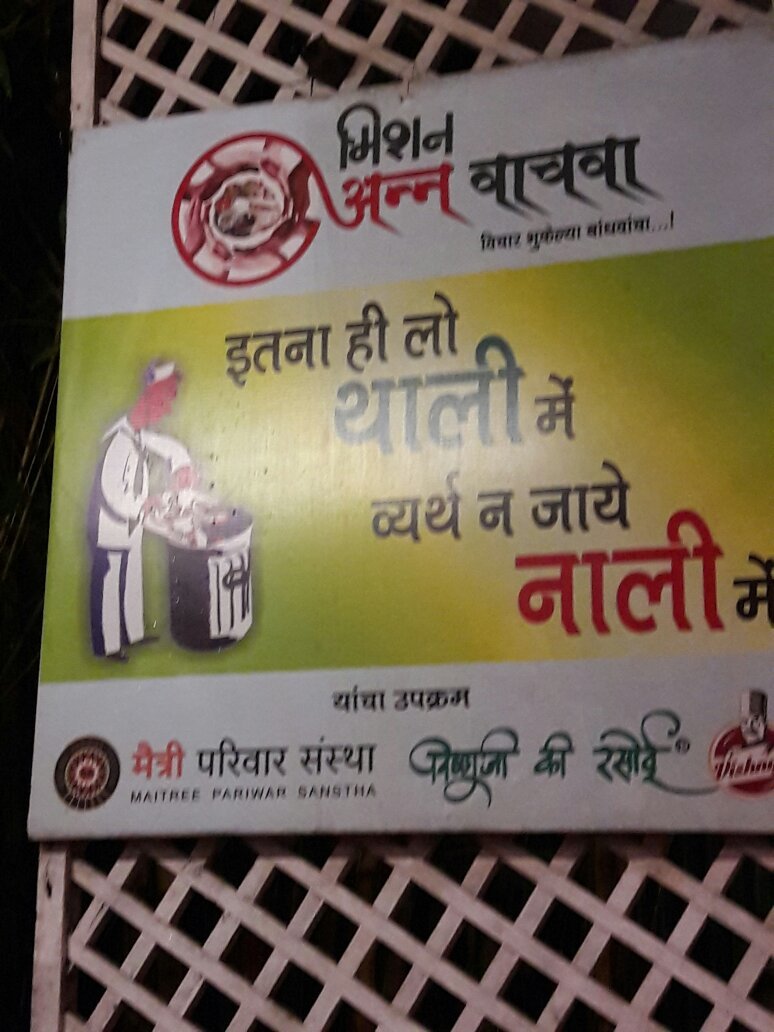 मिशन
अन्न वाचवा
विचार भुकेल्या बांधवांचा...!
इतना ही लो
थाली में
व्यर्थ न जाये
नाली में
यांचा उपक्रम
मैत्री परिवार संस्था
MAITREE PARIWAR SANSTHA
विष्णुजी की रसोई ®